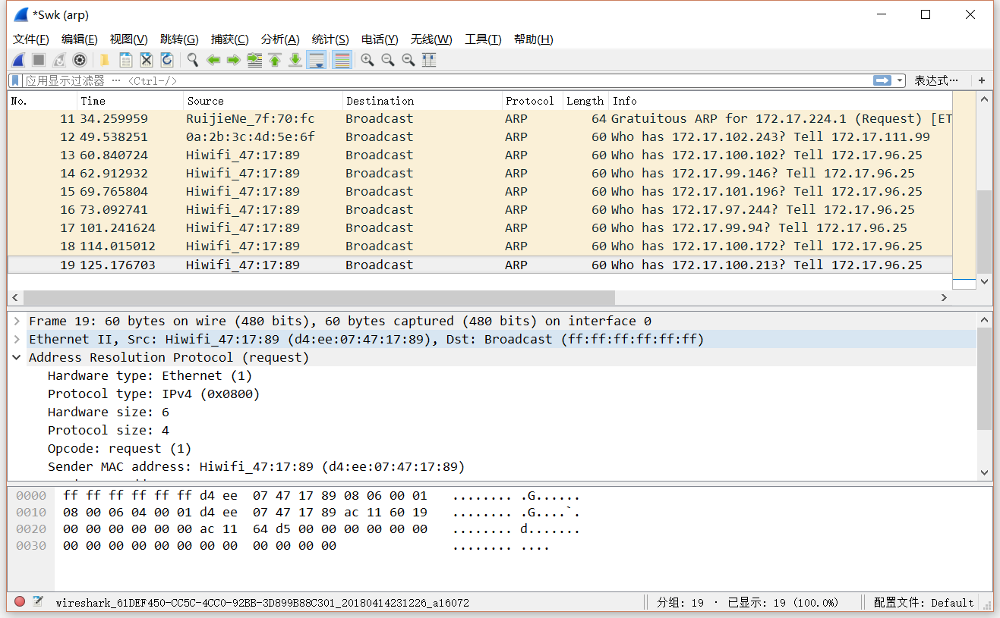 *Swk (arp)
文件(F) 编辑(E) 视图(V) 跳转(G) 捕获(C) 分析(A) 统计(S) 电话(Y) 无线(W) 工具(T) 帮助(H)
应用显示过滤器 … <Ctrl-/> 表达式… +
No. Time Source Destination Protocol Length Info
11 34.259959 RuijieNe_7f:70:fc Broadcast ARP 64 Gratuitous ARP for 172.17.224.1 (Request) [ET
12 49.538251 0a:2b:3c:4d:5e:6f Broadcast ARP 60 Who has 172.17.102.243? Tell 172.17.111.99
13 60.840724 Hiwifi_47:17:89 Broadcast ARP 60 Who has 172.17.100.102? Tell 172.17.96.25
14 62.912932 Hiwifi_47:17:89 Broadcast ARP 60 Who has 172.17.99.146? Tell 172.17.96.25
15 69.765804 Hiwifi_47:17:89 Broadcast ARP 60 Who has 172.17.101.196? Tell 172.17.96.25
16 73.092741 Hiwifi_47:17:89 Broadcast ARP 60 Who has 172.17.97.244? Tell 172.17.96.25
17 101.241624 Hiwifi_47:17:89 Broadcast ARP 60 Who has 172.17.99.94? Tell 172.17.96.25
18 114.015012 Hiwifi_47:17:89 Broadcast ARP 60 Who has 172.17.100.172? Tell 172.17.96.25
19 125.176703 Hiwifi_47:17:89 Broadcast ARP 60 Who has 172.17.100.213? Tell 172.17.96.25
Frame 19: 60 bytes on wire (480 bits), 60 bytes captured (480 bits) on interface 0
Ethernet II, Src: Hiwifi_47:17:89 (d4:ee:07:47:17:89), Dst: Broadcast (ff:ff:ff:ff:ff:ff)
Address Resolution Protocol (request)
Hardware type: Ethernet (1)
Protocol type: IPv4 (0x0800)
Hardware size: 6
Protocol size: 4
Opcode: request (1)
Sender MAC address: Hiwifi_47:17:89 (d4:ee:07:47:17:89)
0000 ff ff ff ff ff ff d4 ee 07 47 17 89 08 06 00 01 ........ .G......
0010 08 00 06 04 00 01 d4 ee 07 47 17 89 ac 11 60 19 ........ .G....`.
0020 00 00 00 00 00 00 ac 11 64 d5 00 00 00 00 00 00 ........ d.......
0030 00 00 00 00 00 00 00 00 00 00 00 00 ........ ....
wireshark_61DEF450-CC5C-4CC0-92BB-3D899B88C301_20180414231226_a16072 分组: 19 · 已显示: 19 (100.0%) 配置文件: Default